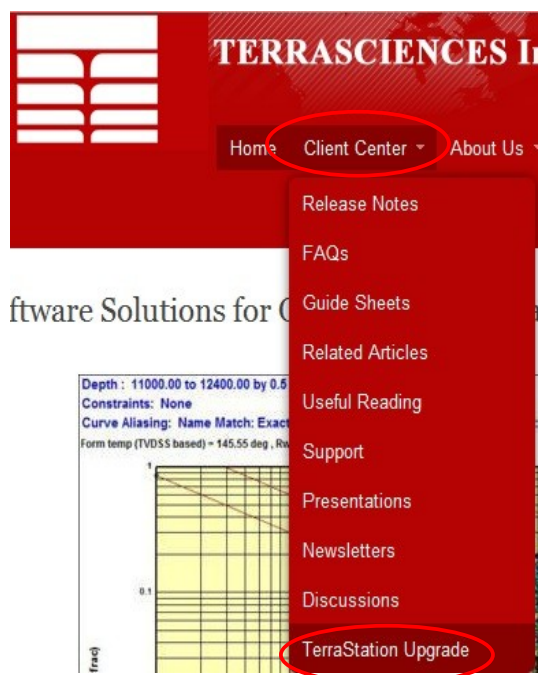 TERRASCIENCES
Home Client Center About Us
Release Notes
FAQs
Guide Sheets
Related Articles
Useful Reading
Support
Presentations
Newsletters
Discussions
TerraStation Upgrade
ftware Solutions for
Depth : 11000.00 to 12400.00 by 0.5
Constraints: None
Curve Aliasing: Name Match: Exact
Form temp (TVDSS based) = 145.55 deg , Rw
1
0.1
frac)